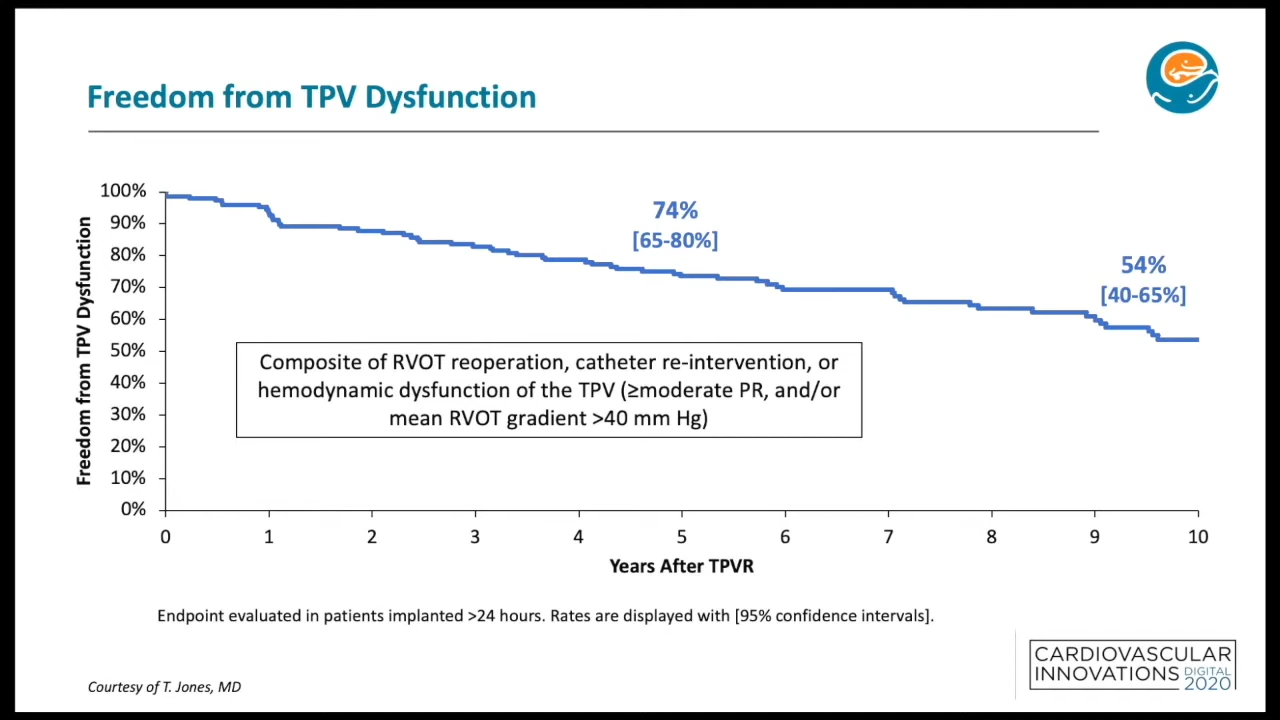 Freedom from TPV Dysfunction
Freedom from TPV Dysfunction
100%
90%
80%
70%
60%
50%
40%
30%
20%
10%
0%
74%
[65-80%]
54%
[40-65%]
Composite of RVOT reoperation, catheter re-intervention, or
hemodynamic dysfunction of the TPV (≥moderate PR, and/or
mean RVOT gradient >40 mm Hg)
0 1 2 3 4 5 6 7 8 9 10
Years After TPVR
Endpoint evaluated in patients implanted >24 hours. Rates are displayed with [95% confidence intervals].
Courtesy of T. Jones, MD
CARDIOVASCULAR
INNOVATIONS DIGITAL
2020